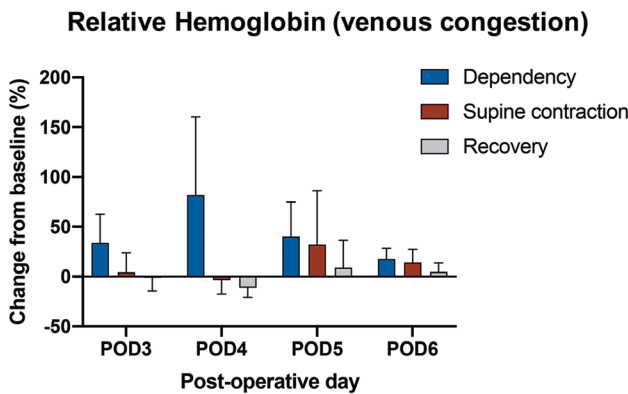 Relative Hemoglobin (venous congestion)
Change from baseline (%)
200
150
100
50
0
-50
Dependency
Supine contraction
Recovery
POD3 POD4 POD5 POD6
Post-operative day